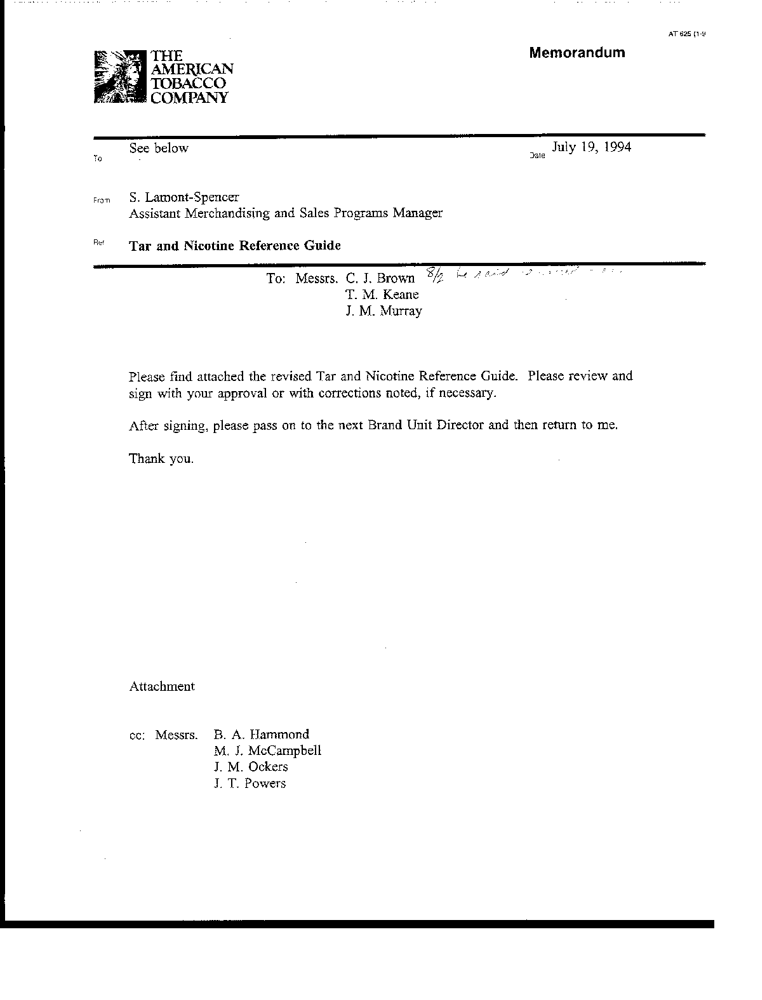 AT 625 (1-9
Memorandum
THE
AMERICAN
TOBACCO
COMPANY
To See below
Date July 19, 1994
From S. Lamont-Spencer
Assistant Merchandising and Sales Programs Manager
Ref Tar and Nicotine Reference Guide
To: Messrs. C. J. Brown 8/2 he said
T. M. Keane
J. M. Murray
Please find attached the revised Tar and Nicotine Reference Guide. Please review and
sign with your approval or with corrections noted, if necessary.
After signing, please pass on to the next Brand Unit Director and then return to me.
Thank you.
Attachment
cc: Messrs. B. A. Hammond
M. J. McCampbell
J. M. Ockers
J. T. Powers